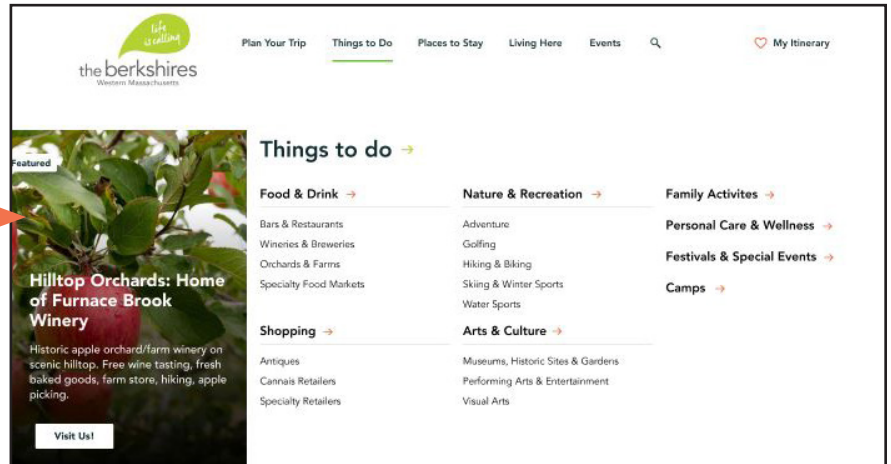 life
is calling
the berkshires
Western Massachusetts
Plan Your Trip
Things to Do
Places to Stay
Living Here
Events
My Itinerary
Featured
Hilltop Orchards: Home
of Furnace Brook
Winery
Historic apple orchard/farm winery on
scenic hilltop. Free wine tasting, fresh
baked goods, farm store, hiking, apple
picking.
Visit Us!
Things to do →
Food & Drink →
Bars & Restaurants
Wineries & Breweries
Orchards & Farms
Specialty Food Markets
Shopping →
Antiques
Cannais Retailers
Specialty Retailers
Nature & Recreation →
Adventure
Golfing
Hiking & Biking
Skiing & Winter Sports
Water Sports
Arts & Culture →
Museums, Historic Sites & Gardens
Performing Arts & Entertainment
Visual Arts
Family Activites →
Personal Care & Wellness →
Festivals & Special Events →
Camps →